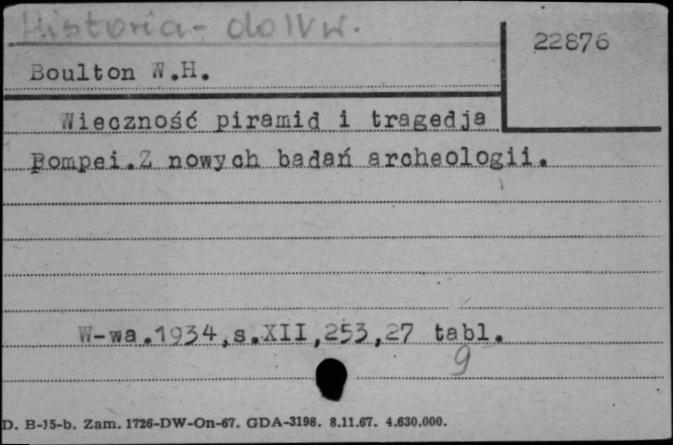 Historia - do IV w.
22876
Boulton W.H.
Wieczność piramid i tragedja
Pompei.Z nowych badań archeologii.
W-wa.1934,s.XII,253,27 tabl.
9
D. B-15-b. Zam. 1726-DW-On-67. GDA-3198. 8.11.67. 4.630.000.